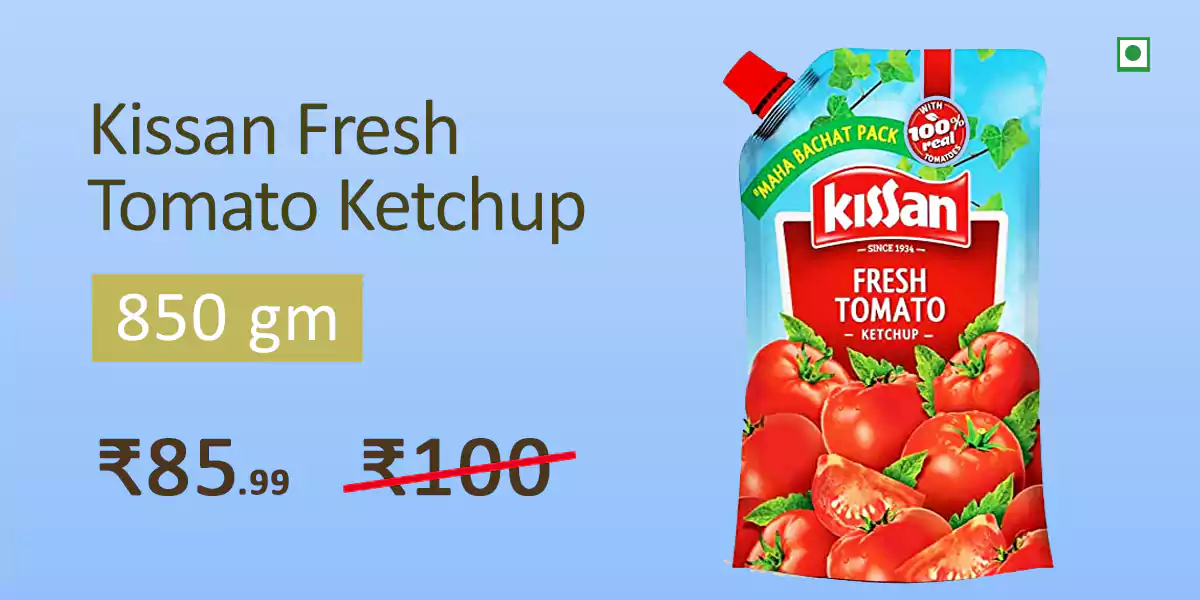 Kissan Fresh
Tomato Ketchup
850 gm
₹85.99 ₹100
*MAHA BACHAT PACK
WITH
100%
real
TOMATOES
kissan
SINCE 1934
FRESH
TOMATO
KETCHUP